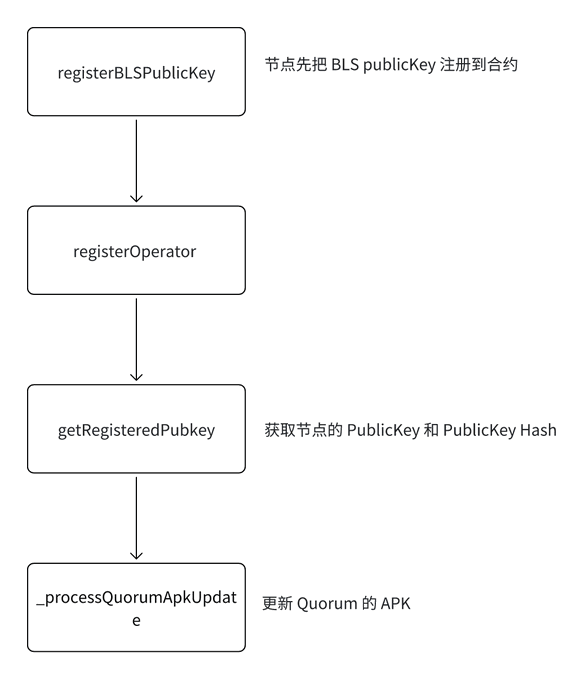 registerBLSPublicKey
节点先把 BLS publicKey 注册到合约
registerOperator
getRegisteredPubkey
获取节点的 PublicKey 和 PublicKey Hash
_processQuorumApkUpdat
e
更新 Quorum 的 APK